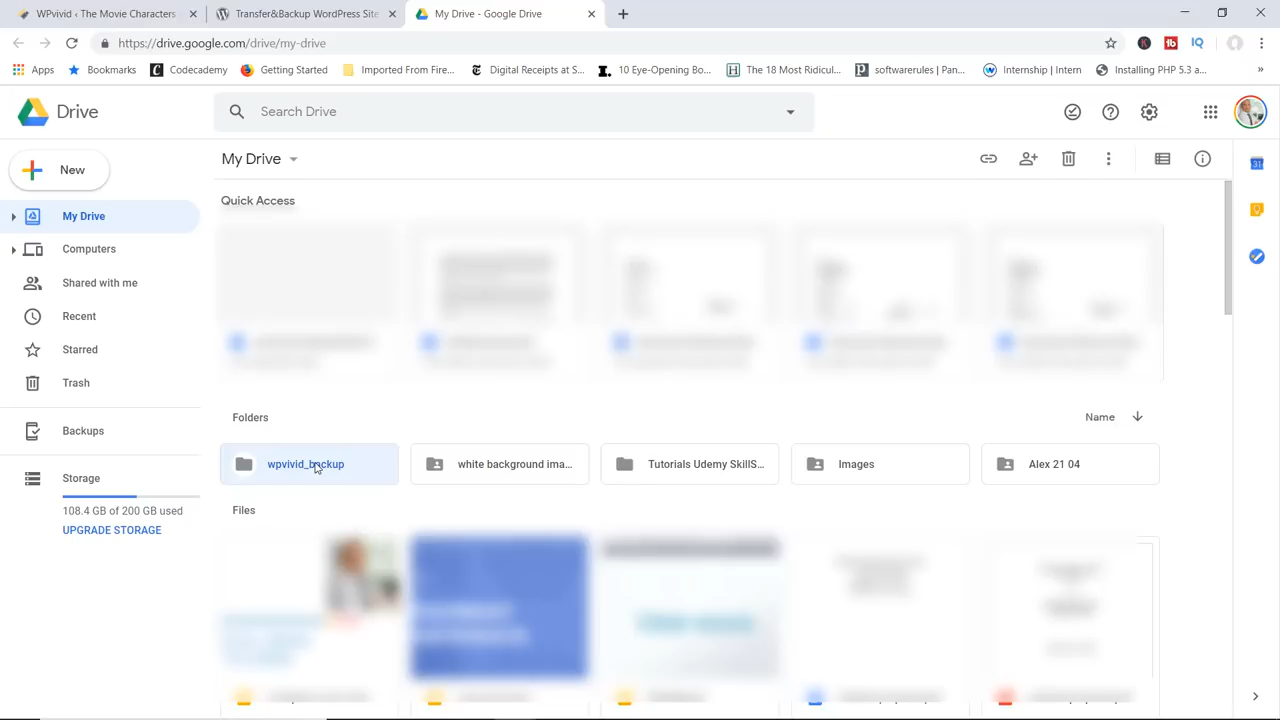 WPvivid ‹ The Movie Characters
Transfer&Backup WordPress Site
My Drive - Google Drive
https://drive.google.com/drive/my-drive
Apps
Bookmarks
Codecademy
Getting Started
Imported From Fire...
Digital Receipts at S...
10 Eye-Opening Bo...
The 18 Most Ridicul...
softwarerules | Pan...
Internship | Intern
Installing PHP 5.3 a...
Drive
Search Drive
New
My Drive
Quick Access
My Drive
Computers
Shared with me
Recent
Starred
Trash
Backups
Storage
108.4 GB of 200 GB used
UPGRADE STORAGE
Folders
Name
wpvivid_backup
white background ima...
Tutorials Udemy SkillS...
Images
Alex 21 04
Files